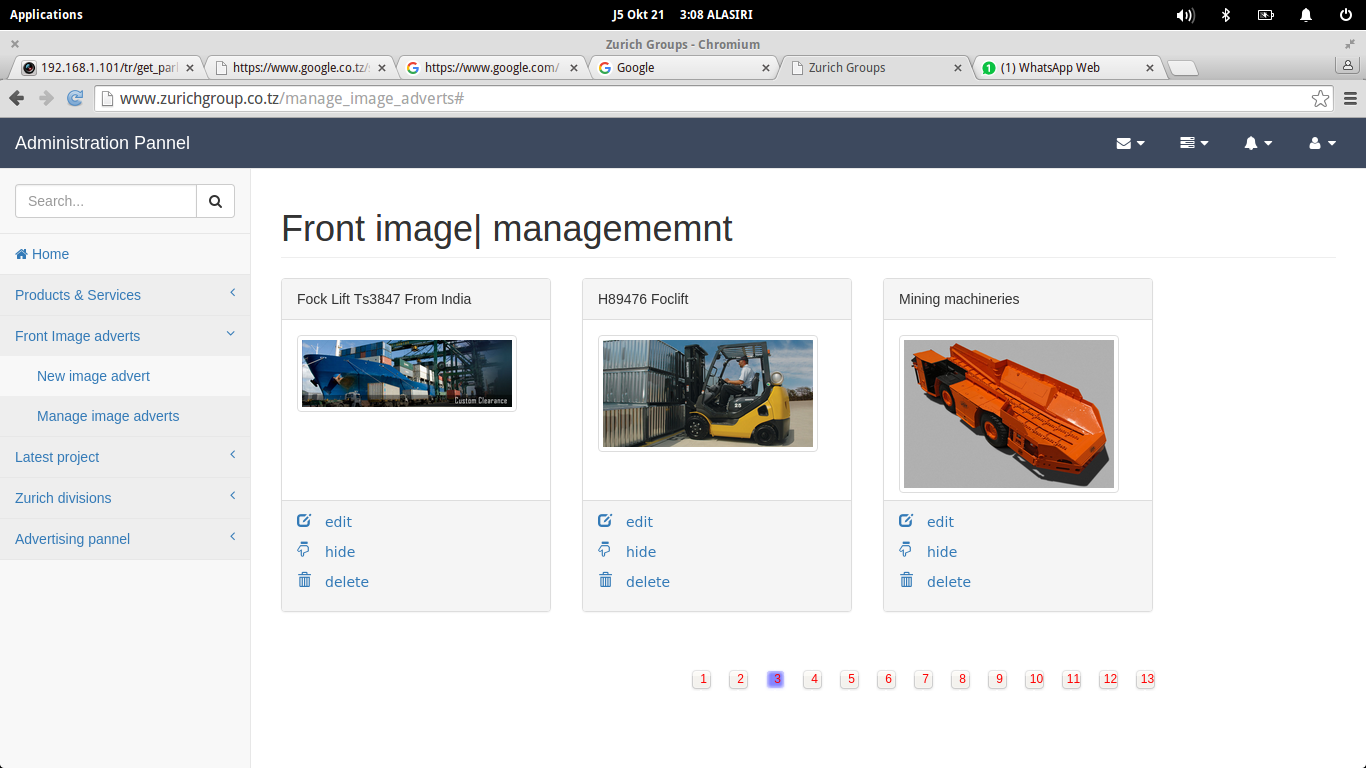 Applications
J5 Okt 21 3:08 ALASIRI
Zurich Groups - Chromium
192.168.1.101/tr/get_par
https://www.google.co.tz/
https://www.google.com/
Google
Zurich Groups
1 (1) WhatsApp Web
www.zurichgroup.co.tz/manage_image_adverts#
Administration Pannel
Search...
Home
Products & Services
Front Image adverts
New image advert
Manage image adverts
Latest project
Zurich divisions
Advertising pannel
Front image| managememnt
Fock Lift Ts3847 From India
Custom Clearance
edit
hide
delete
H89476 Foclift
25
edit
hide
delete
Mining machineries
edit
hide
delete
1 2 3 4 5 6 7 8 9 10 11 12 13